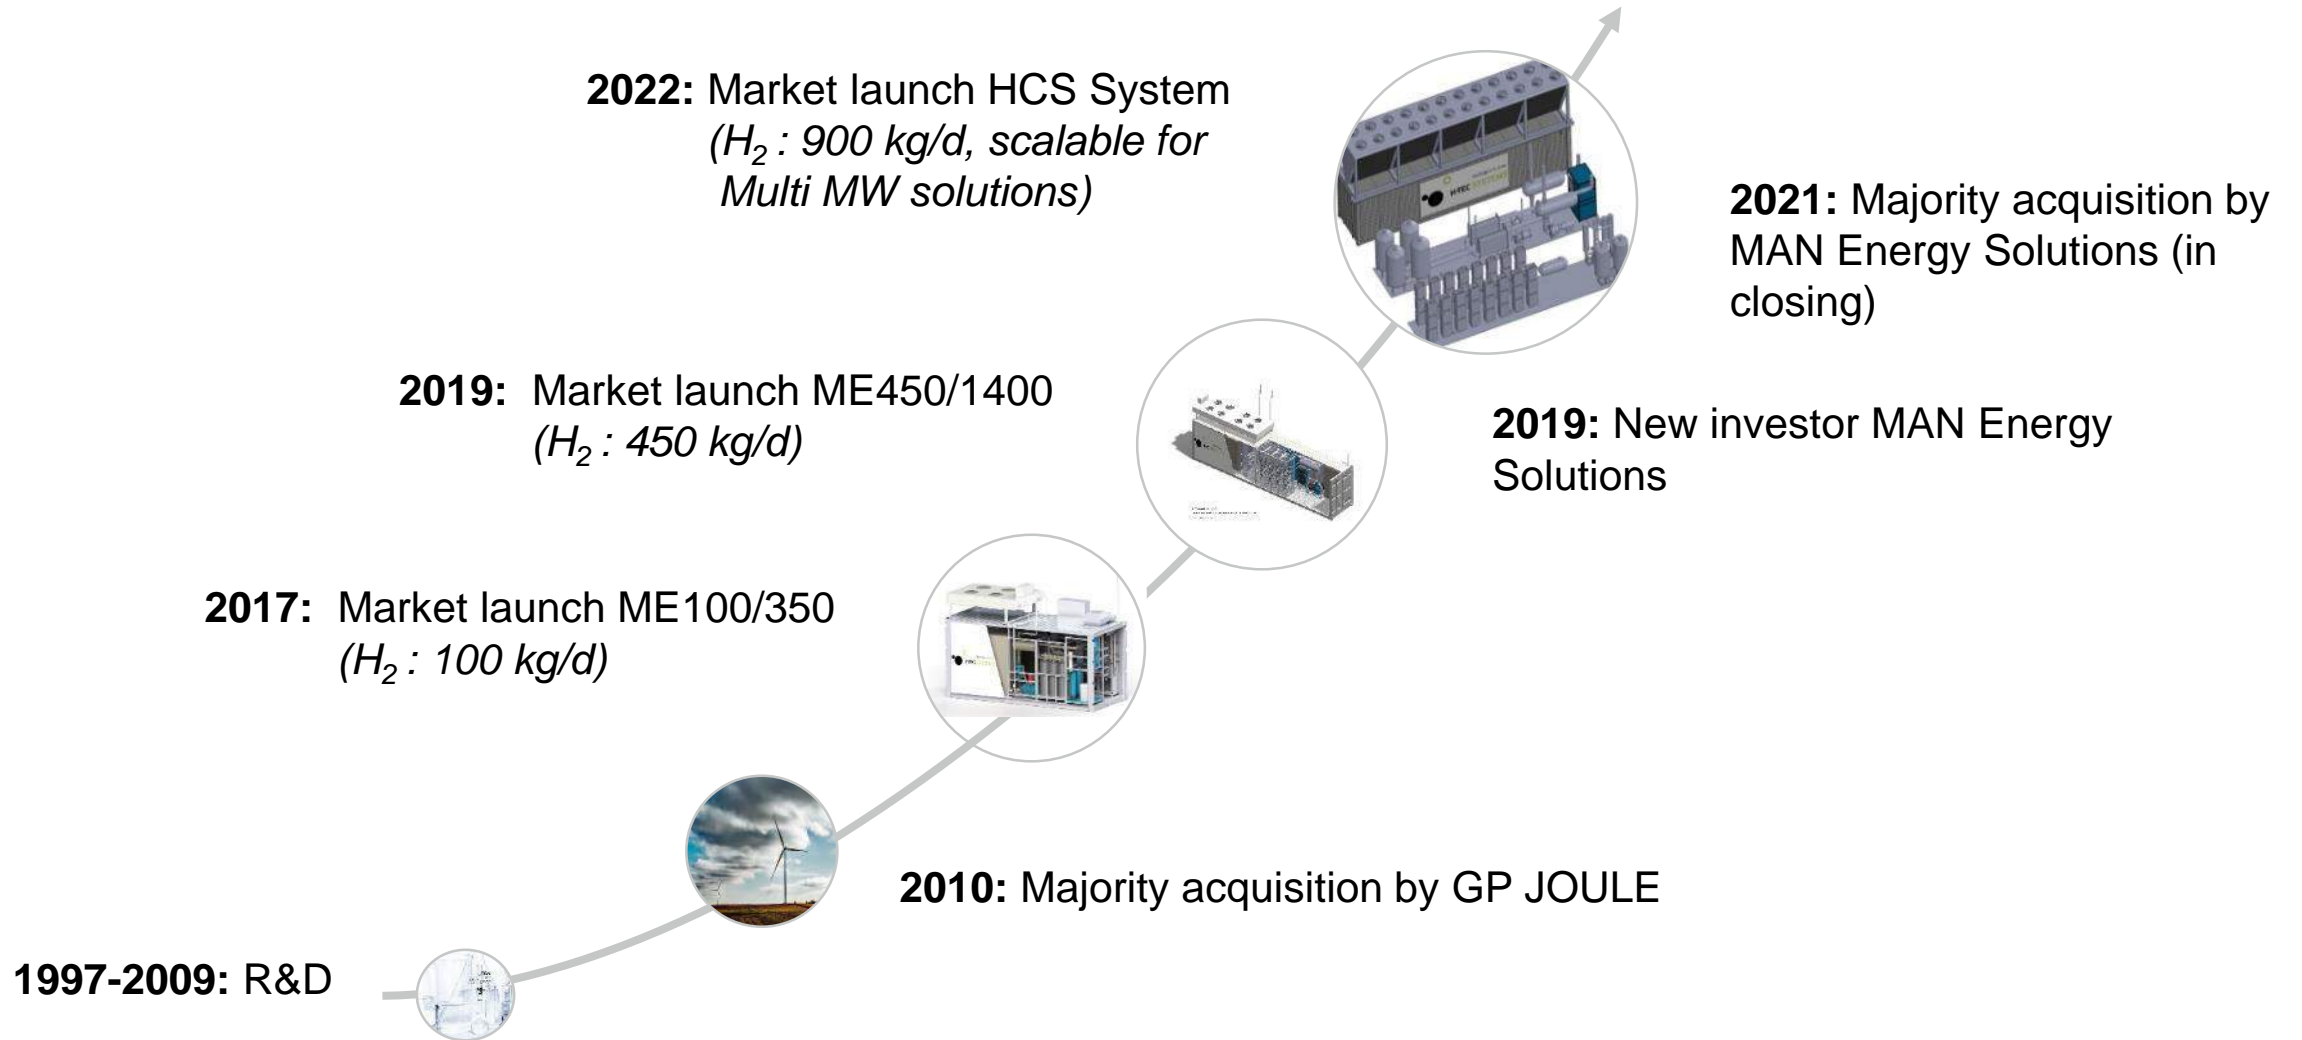 2022: Market launch HCS System
(H₂ : 900 kg/d, scalable for
Multi MW solutions)
2021: Majority acquisition by
MAN Energy Solutions (in
closing)
2019: Market launch ME450/1400
(H₂ : 450 kg/d)
2019: New investor MAN Energy
Solutions
2017: Market launch ME100/350
(H₂ : 100 kg/d)
2010: Majority acquisition by GP JOULE
1997-2009: R&D
H-TEC SYSTEMS